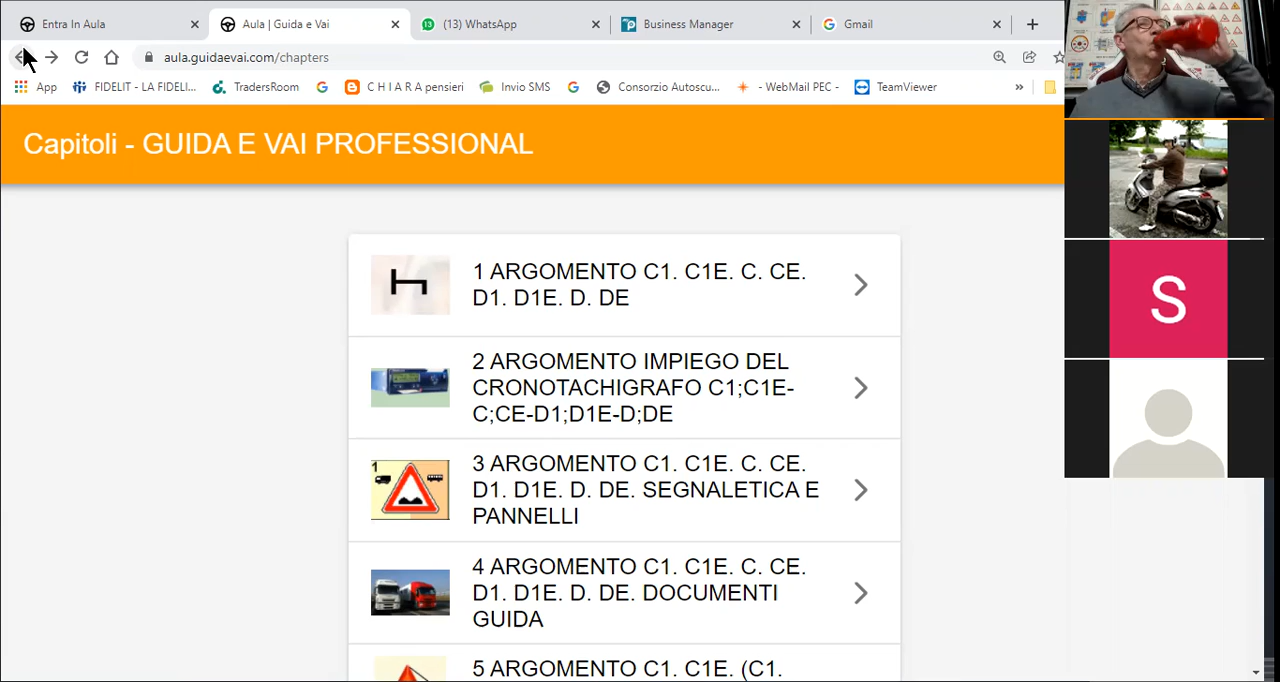 Entra In Aula
Aula | Guida e Vai
(13) WhatsApp
Business Manager
Gmail
aula.guidaevai.com/chapters
App
FIDELIT - LA FIDELI...
TradersRoom
C H I A R A pensieri
Invio SMS
Consorzio Autoscu...
- WebMail PEC -
TeamViewer
»
Capitoli - GUIDA E VAI PROFESSIONAL
1 ARGOMENTO C1. C1E. C. CE.
D1. D1E. D. DE
2 ARGOMENTO IMPIEGO DEL
CRONOTACHIGRAFO C1;C1E-
C;CE-D1;D1E-D;DE
1
3 ARGOMENTO C1. C1E. C. CE.
D1. D1E. D. DE. SEGNALETICA E
PANNELLI
4 ARGOMENTO C1. C1E. C. CE.
D1. D1E. D. DE. DOCUMENTI
GUIDA
5 ARGOMENTO C1. C1E. (C1.
S